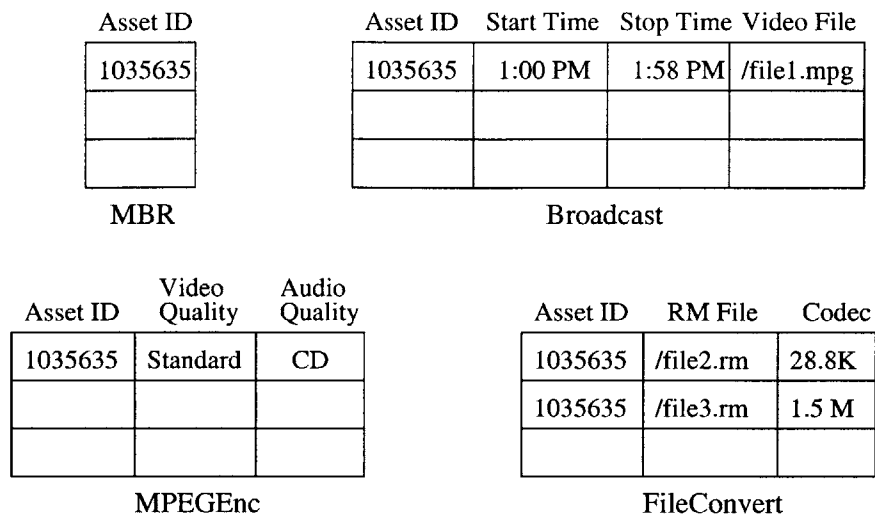 Asset ID
1035635
MBR
Asset ID Start Time Stop Time Video File
1035635 1:00 PM 1:58 PM /file1.mpg
Broadcast
Asset ID Video Quality Audio Quality
1035635 Standard CD
MPEGEnc
Asset ID RM File Codec
1035635 /file2.rm 28.8K
1035635 /file3.rm 1.5 M
FileConvert